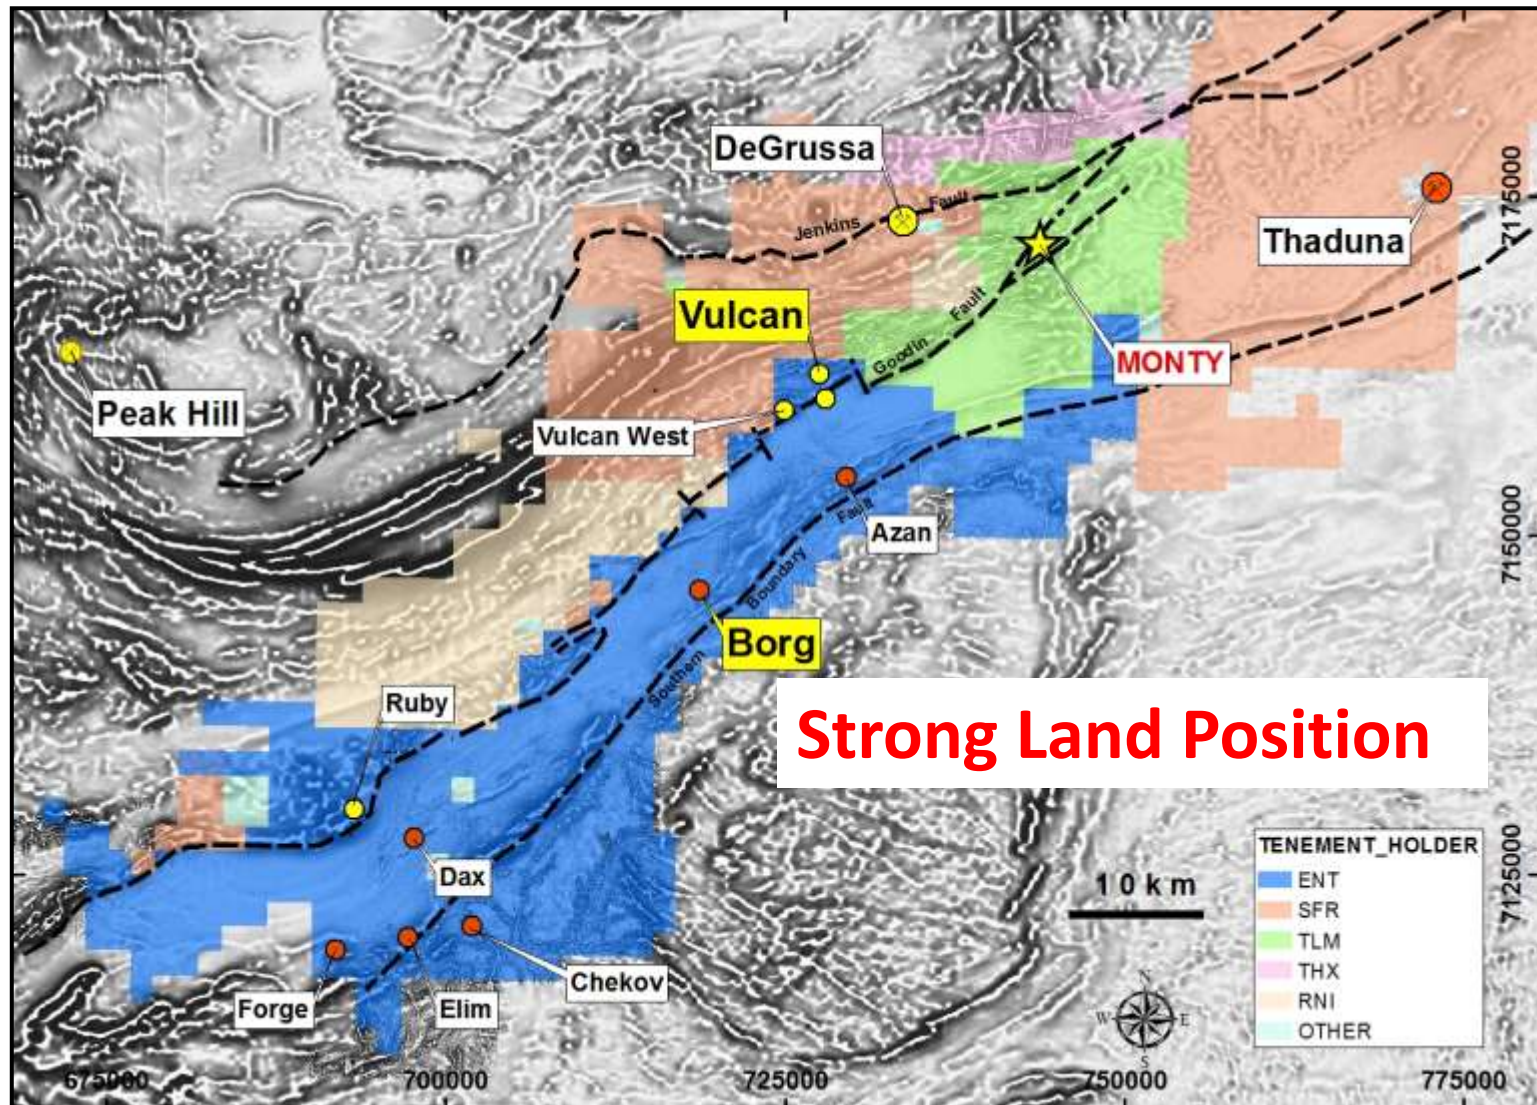 DeGrussa
Jenkins Fault
7175000
Thaduna
Vulcan
Goodin Fault
MONTY
Peak Hill
Vulcan West
Azan
7150000
Southern Boundary Fault
Borg
Ruby
Strong Land Position
Dax
7125000
TENEMENT_HOLDER
ENT
SFR
TLM
THX
RNI
OTHER
10km
Chekov
Forge
Elim
N
W E
S
675000 700000 725000 750000 775000